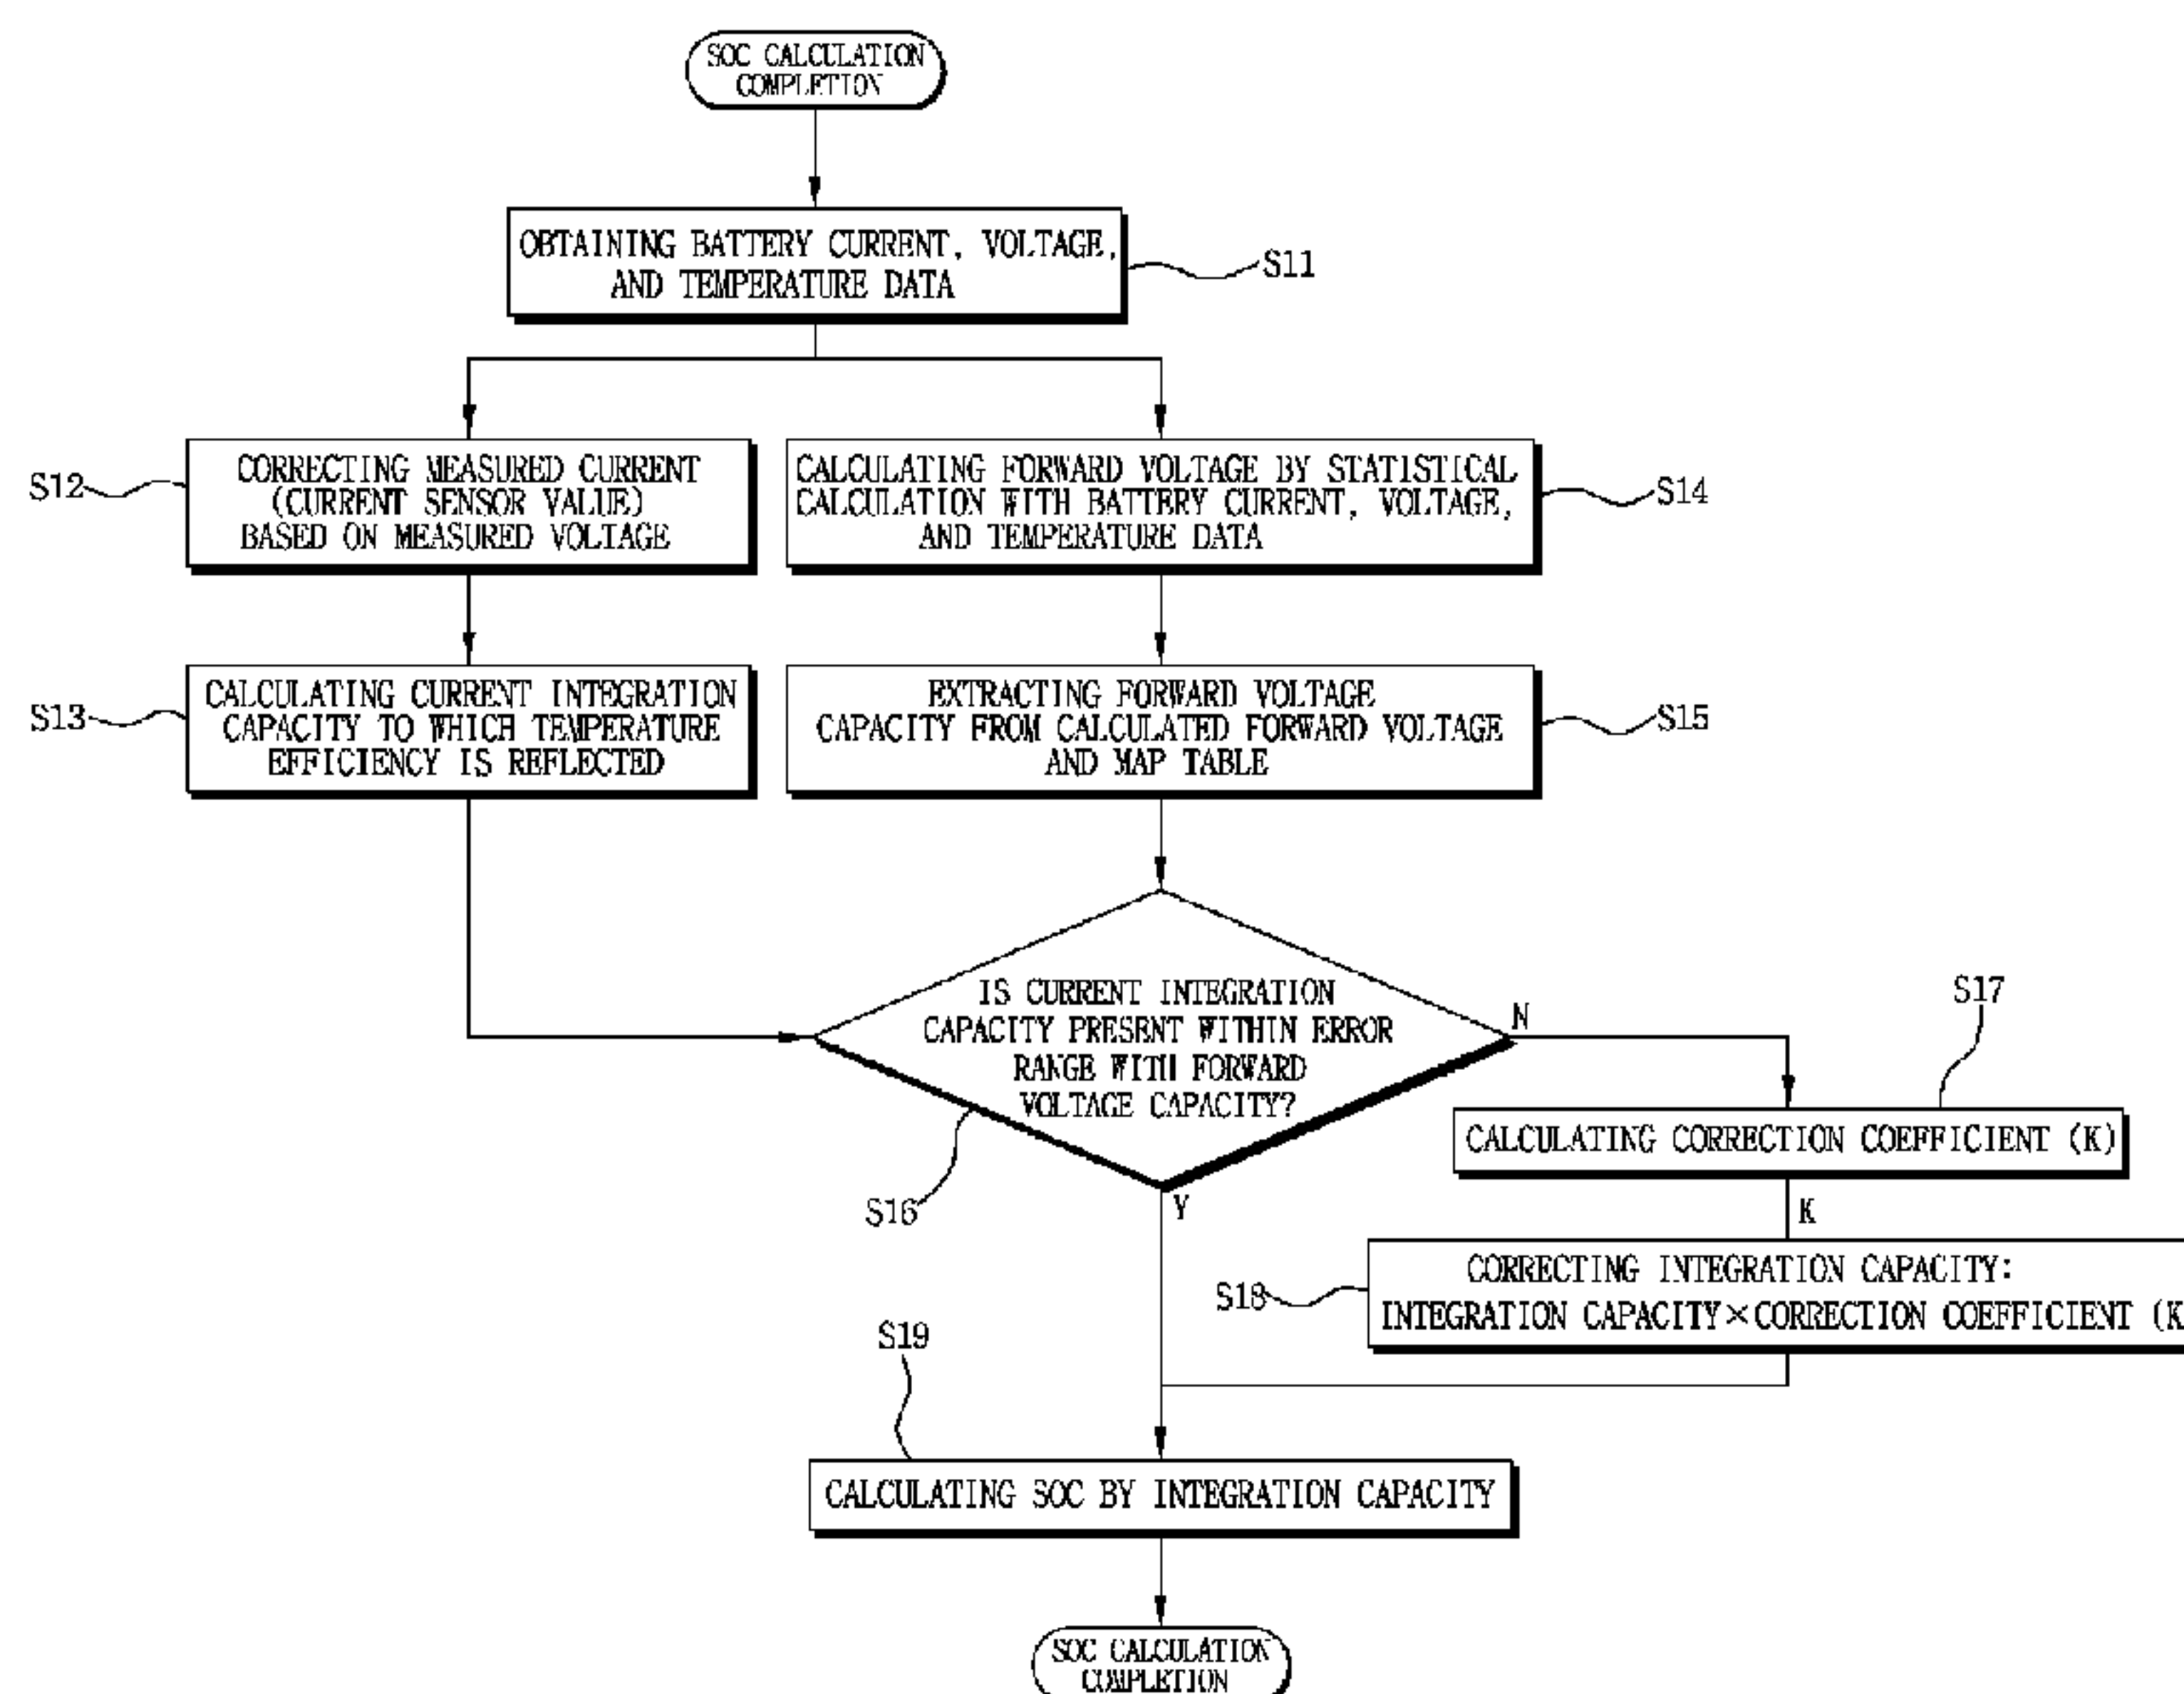 SOC CALCULATION
COMPLETION
OBTAINING BATTERY CURRENT, VOLTAGE,
AND TEMPERATURE DATA
S11
S12
CORRECTING MEASURED CURRENT
(CURRENT SENSOR VALUE)
BASED ON MEASURED VOLTAGE
CALCULATING FORWARD VOLTAGE BY STATISTICAL
CALCULATION WITH BATTERY CURRENT, VOLTAGE,
AND TEMPERATURE DATA
S14
S13
CALCULATING CURRENT INTEGRATION
CAPACITY TO WHICH TEMPERATURE
EFFICIENCY IS REFLECTED
EXTRACTING FORWARD VOLTAGE
CAPACITY FROM CALCULATED FORWARD VOLTAGE
AND MAP TABLE
S15
IS CURRENT INTEGRATION
CAPACITY PRESENT WITHIN ERROR
RANGE WITH FORWARD
VOLTAGE CAPACITY?
N
S17
S16
Y
CALCULATING CORRECTION COEFFICIENT (K)
K
S18
CORRECTING INTEGRATION CAPACITY:
INTEGRATION CAPACITY×CORRECTION COEFFICIENT (K
S19
CALCULATING SOC BY INTEGRATION CAPACITY
SOC CALCULATION
COMPLETION